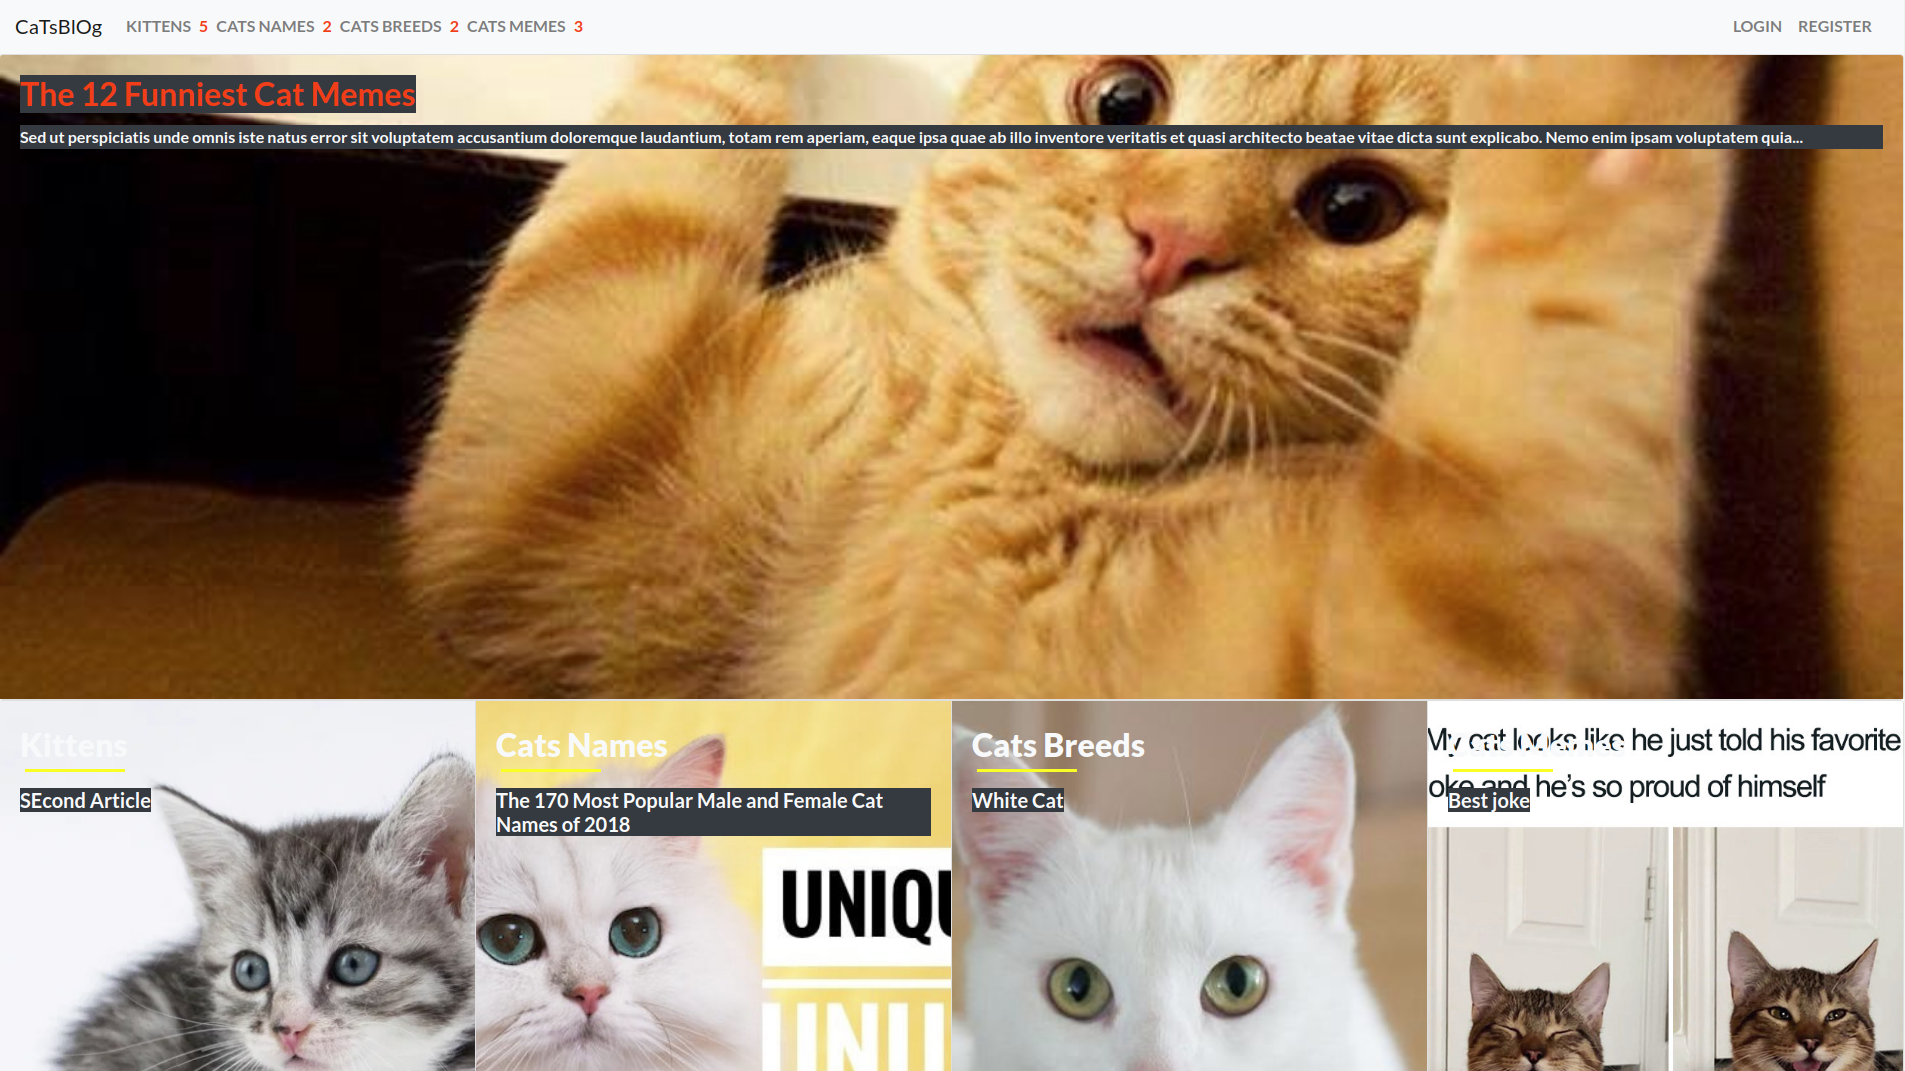 CaTsBlOg KITTENS 5 CATS NAMES 2 CATS BREEDS 2 CATS MEMES 3 LOGIN REGISTER
The 12 Funniest Cat Memes
Sed ut perspiciatis unde omnis iste natus error sit voluptatem accusantium doloremque laudantium, totam rem aperiam, eaque ipsa quae ab illo inventore veritatis et quasi architecto beatae vitae dicta sunt explicabo. Nemo enim ipsam voluptatem quia...
Kittens
SEcond Article
Cats Names
The 170 Most Popular Male and Female Cat
Names of 2018
UNIQU
Cats Breeds
White Cat
My cat looks like he just told his favorite
oke and he's so proud of himself
Best joke